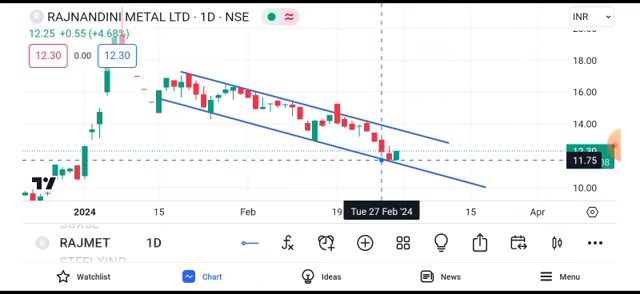 R RAJNANDINI METAL LTD · 1D · NSE
INR
12.25 +0.55 (+4.68%)
12.30 0.00 12.30
18.00
16.00
14.00
12.30
11.75
10.00
2024 15 Feb 19 Tue 27 Feb '24 15 Apr
R RAJMET 1D
Watchlist Chart Ideas News Menu